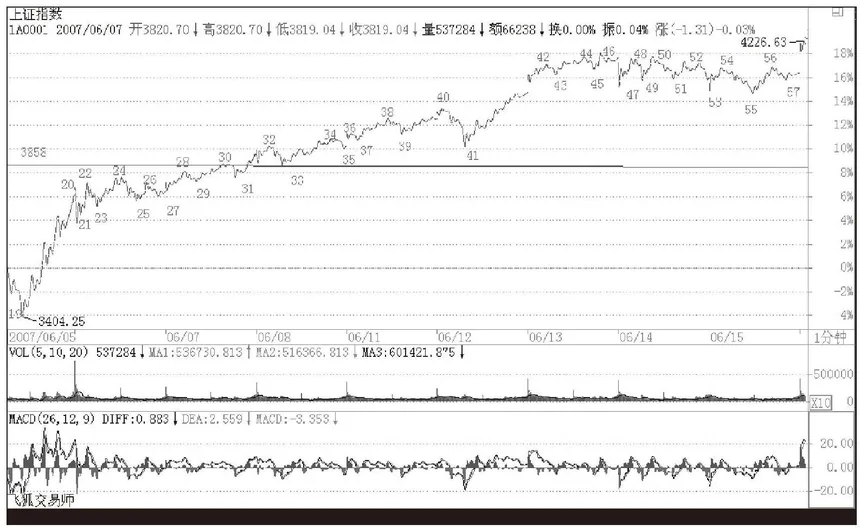 上证指数
1A0001 2007/06/07 开3820.70↓高3820.70↓低3819.04↓收3819.04↓量537284↓额66238↓换0.00% 振0.04% 涨(-1.31)-0.03%
4226.63
18%
42 44 46 48 50 52 54 56
16%
43 45 47 49 51 53 55 57
14%
38 40
12%
32 34 36 39
10%
3858 28 30 35 37 41
8%
20 22 24 26 31 33
6%
21 23 25 27 29
4%
2%
0%
-2%
19 3404.25
4%
2007/06/05 06/07 06/08 06/11 06/12 06/13 06/14 06/15 1分钟
VOL(5,10,20) 537284↓MA1:536730.813↑MA2:516366.813↓MA3:601421.875↓
500000
0
X10
MACD(26,12,9) DIFF:0.883↓DEA:2.559↓MACD:-3.353↓
20.00
0.00
-20.00
飞狐交易师